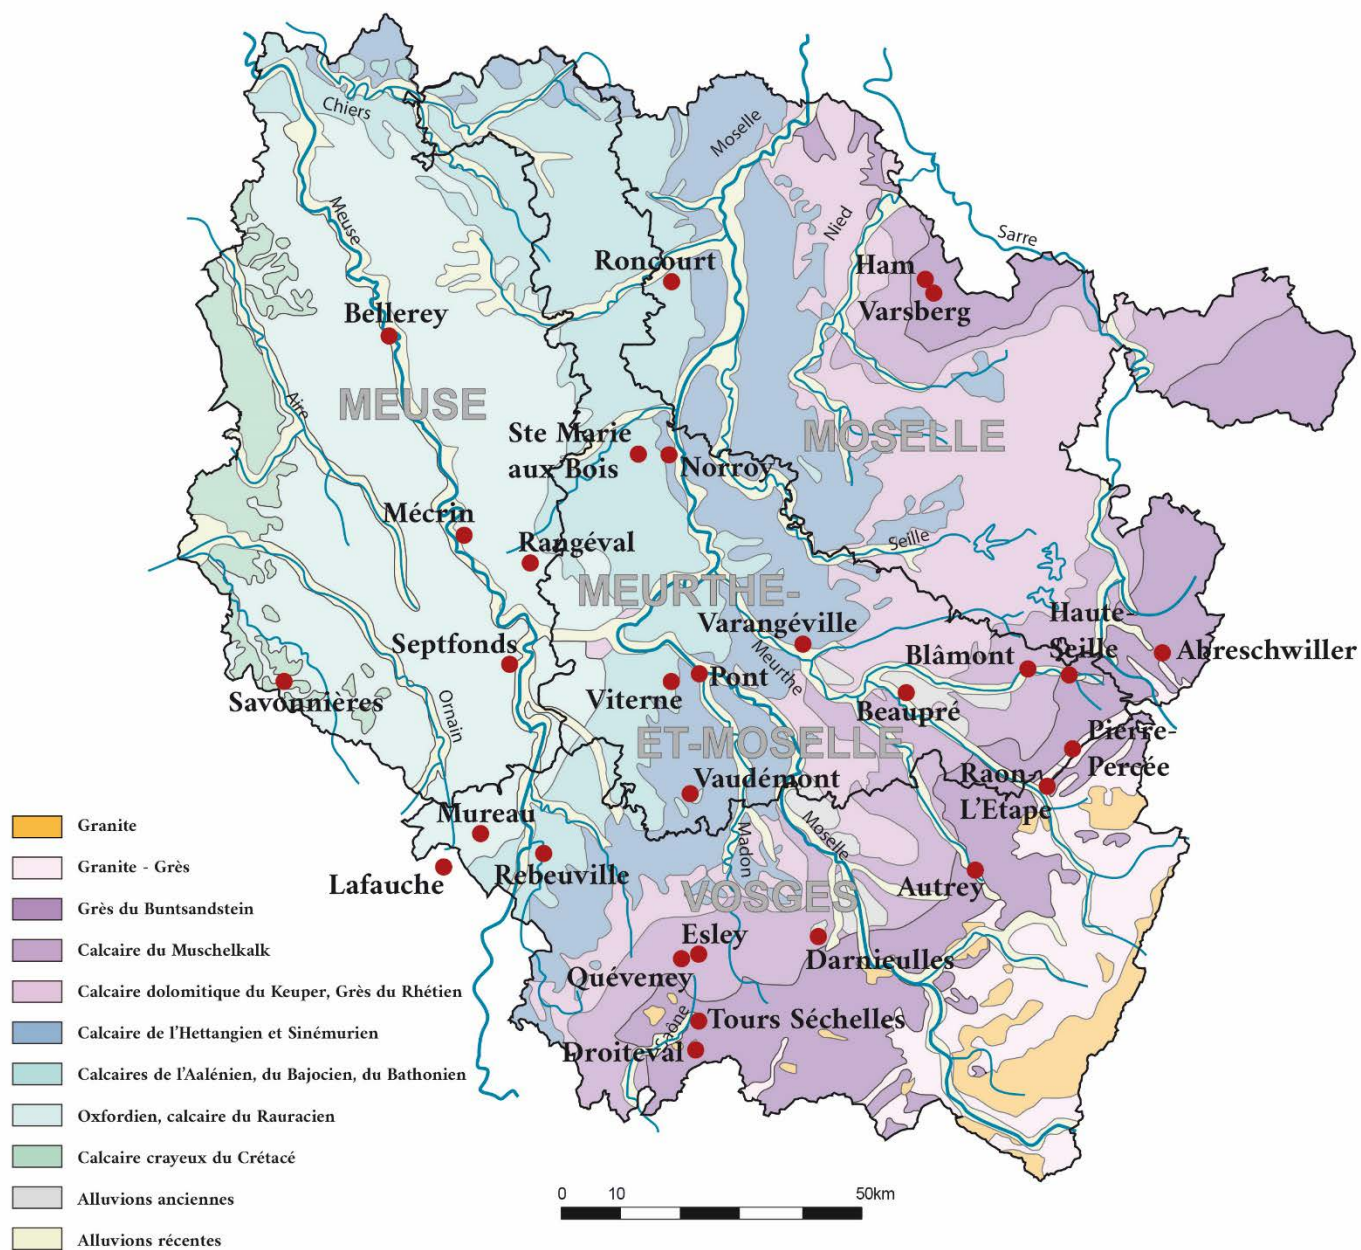 Chiers
Moselle
Meuse
Nied
Sarre
Roncourt
Ham
Varsberg
Bellerey
MEUSE
Aire
MOSELLE
Ste Marie
aux Bois
Norroy
Mécrin
Rangéval
Seille
MEURTHE-
Varangéville
Haute-
Seille
Septfonds
Meurthe
Blâmont
Abreschwiller
Savonnières
Ornain
Viterne
Pont
Beaupré
ET-MOSELLE
Pierre-
Percée
Vaudémont
Raon-
L'Etape
Mureau
Madon
Moselle
Lafauche
Rebeuville
VOSGES
Autrey
Esley
Quéveney
Darnieulles
Saône
Tours Séchelles
Droiteval
Granite
Granite - Grès
Grès du Buntsandstein
Calcaire du Muschelkalk
Calcaire dolomitique du Keuper, Grès du Rhétien
Calcaire de l'Hettangien et Sinémurien
Calcaires de l'Aalénien, du Bajocien, du Bathonien
Oxfordien, calcaire du Rauracien
Calcaire crayeux du Crétacé
Alluvions anciennes
Alluvions récentes
0 10 50km